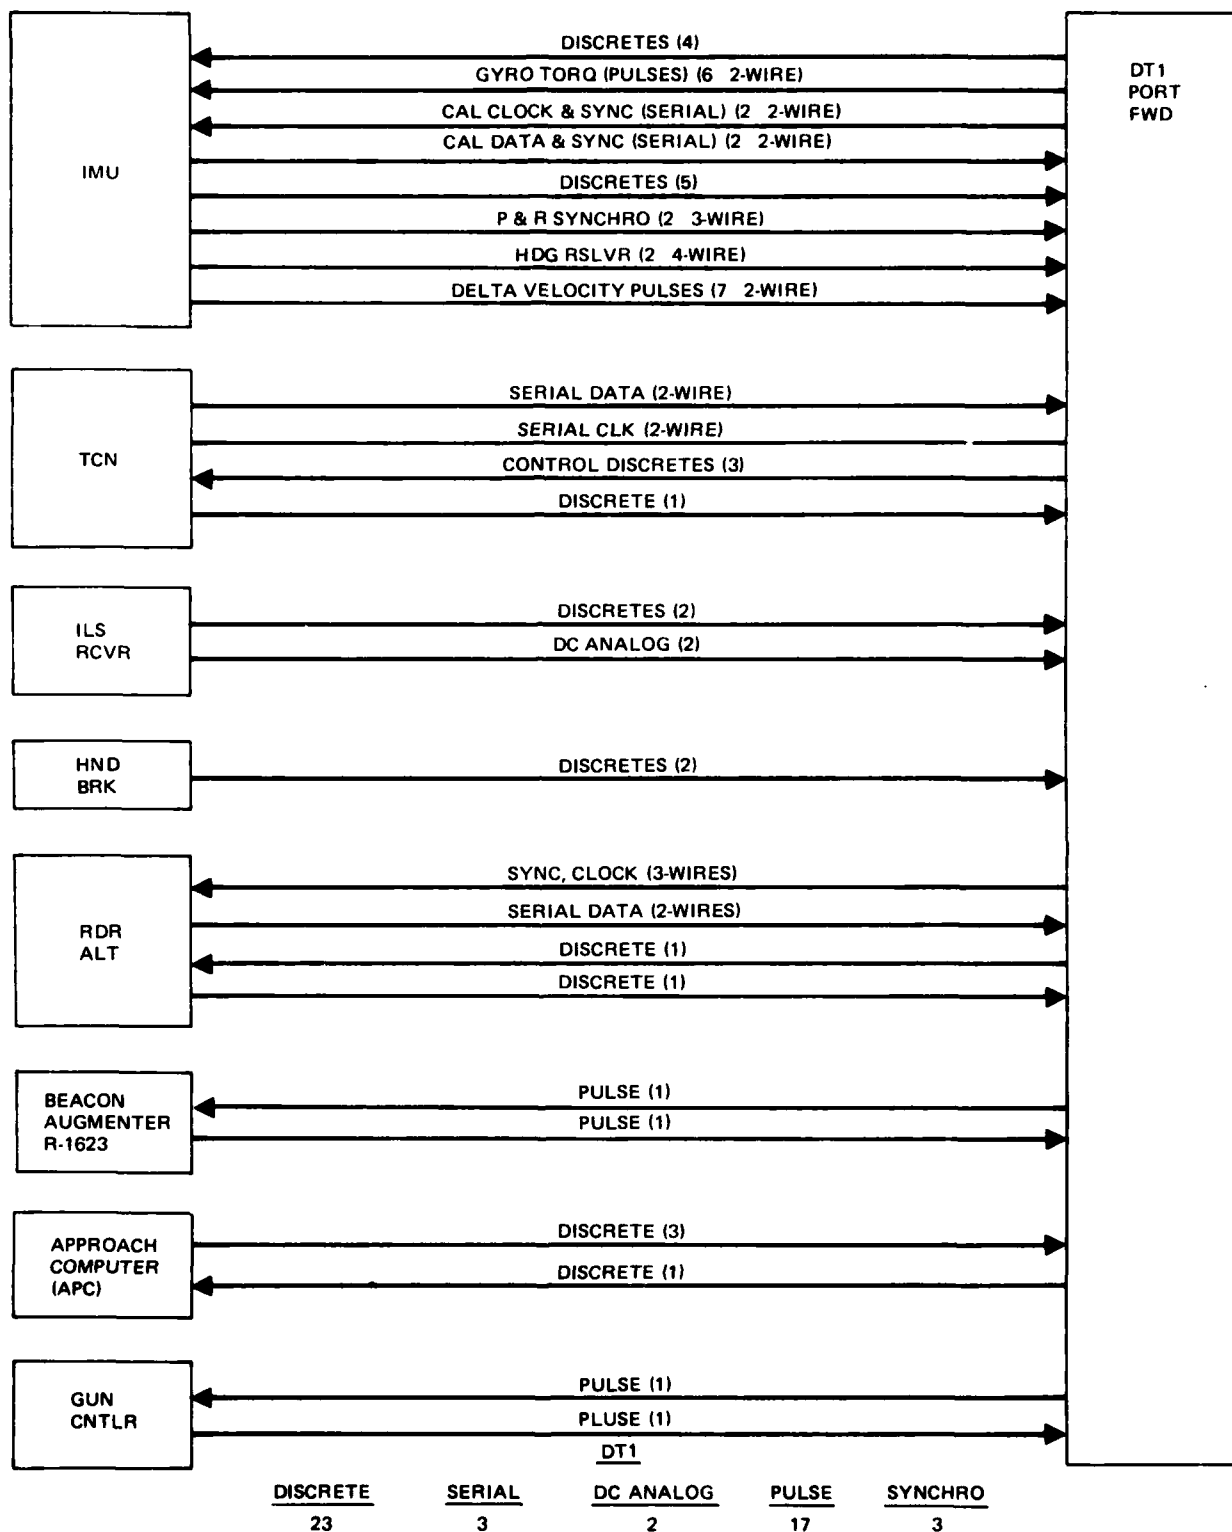 DISCRETES (4)
GYRO TORQ (PULSES) (6 2-WIRE)
CAL CLOCK & SYNC (SERIAL) (2 2-WIRE)
CAL DATA & SYNC (SERIAL) (2 2-WIRE)
DISCRETES (5)
P & R SYNCHRO (2 3-WIRE)
HDG RSLVR (2 4-WIRE)
DELTA VELOCITY PULSES (7 2-WIRE)
IMU
DT1
PORT
FWD
TCN
SERIAL DATA (2-WIRE)
SERIAL CLK (2-WIRE)
CONTROL DISCRETES (3)
DISCRETE (1)
ILS
RCVR
DISCRETES (2)
DC ANALOG (2)
HND
BRK
DISCRETES (2)
RDR
ALT
SYNC, CLOCK (3-WIRES)
SERIAL DATA (2-WIRES)
DISCRETE (1)
DISCRETE (1)
BEACON
AUGMENTER
R-1623
PULSE (1)
PULSE (1)
APPROACH
COMPUTER
(APC)
DISCRETE (3)
DISCRETE (1)
GUN
CNTLR
PULSE (1)
PLUSE (1)
DT1
DISCRETE SERIAL DC ANALOG PULSE SYNCHRO
23 3 2 17 3